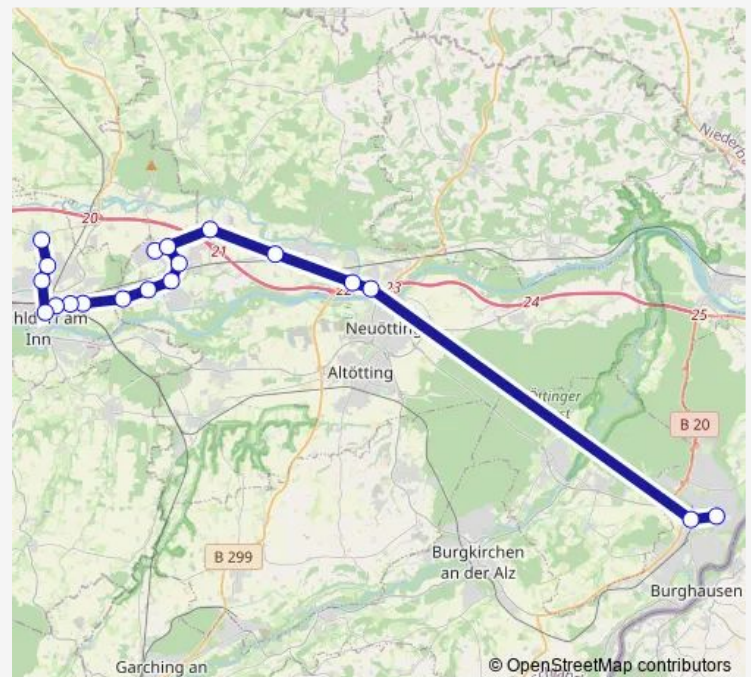 Niederb
20
21
22
23
24
25
am
Inn
Neuötting
Altötting
B 20
B 299
Burgkirchen
an der Alz
Burghausen
Garching an
© OpenStreetMap contributors